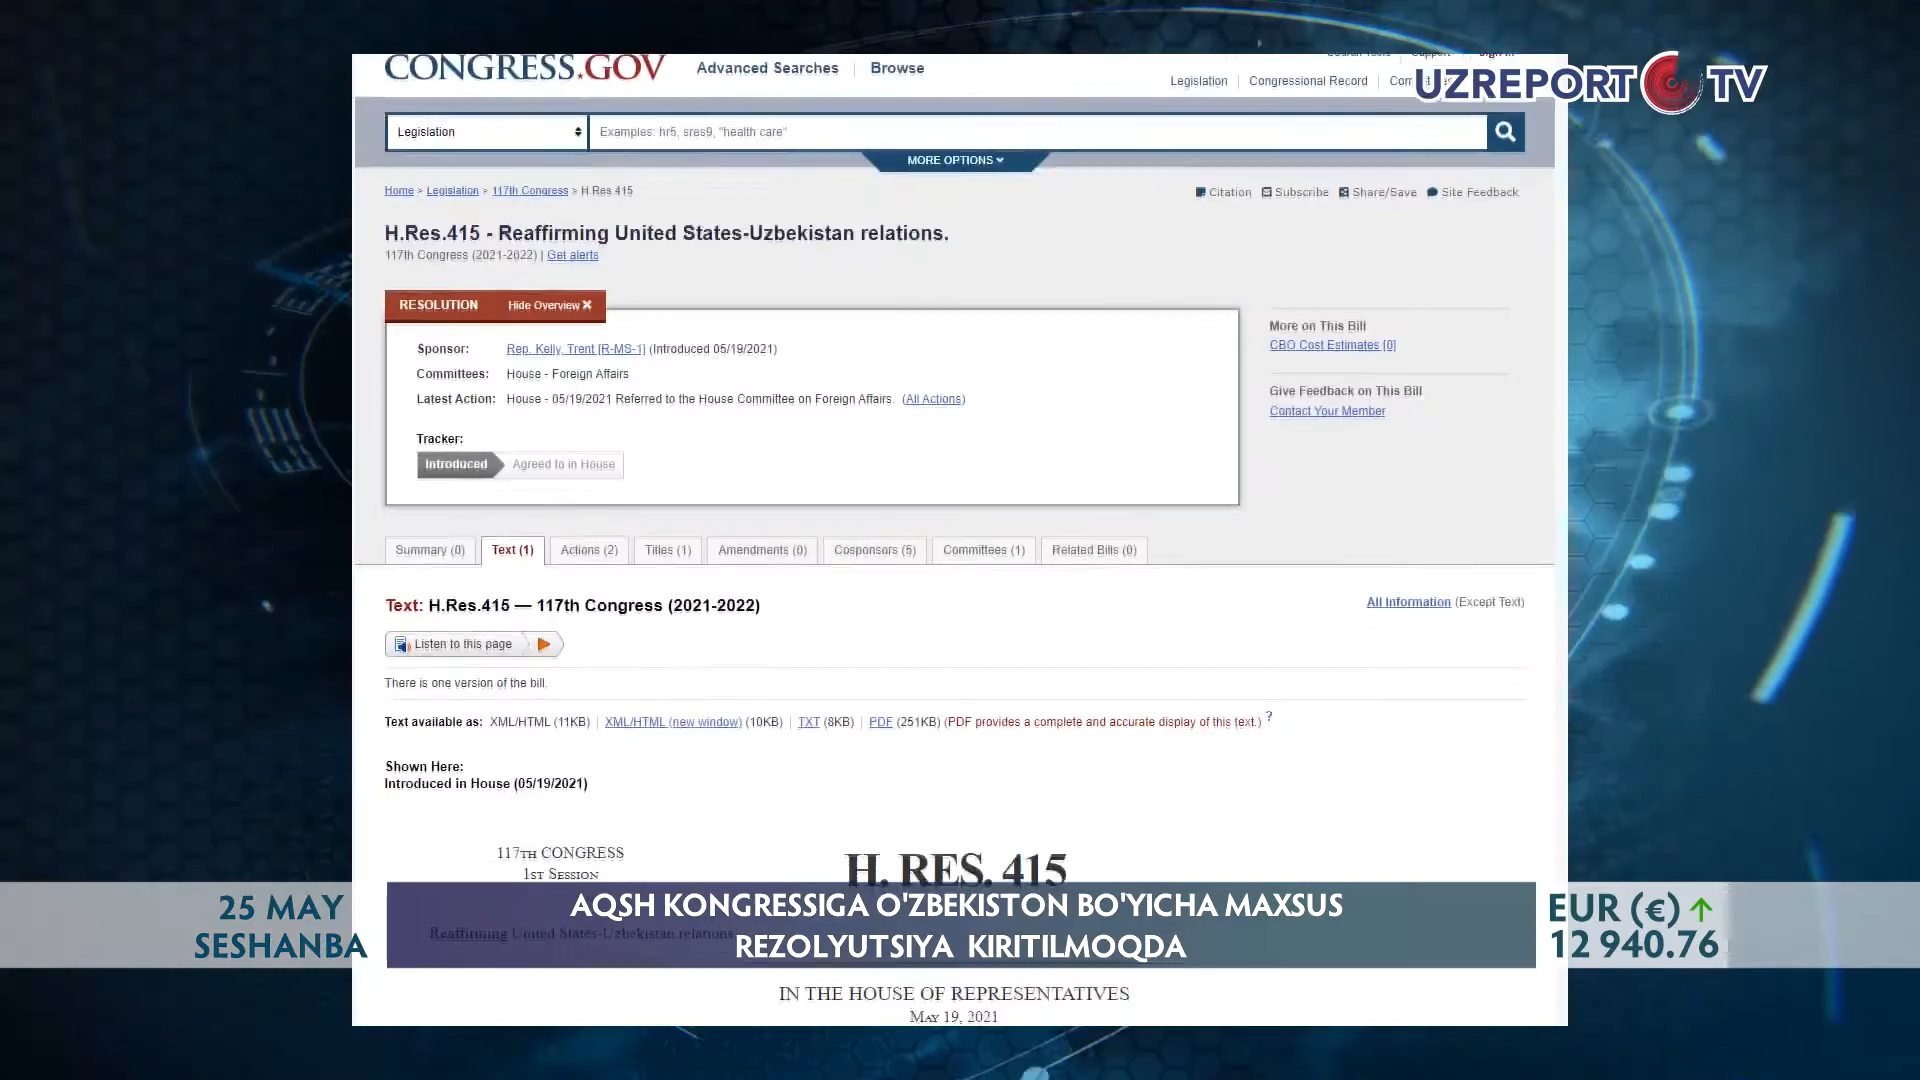 CONGRESS.GOV Advanced Searches Browse
Legislation Congressional Record
UZREPORT TV
Legislation Examples: hr5, sres9, "health care"
MORE OPTIONS
Home > Legislation > 117th Congress > H.Res.415
Citation Subscribe Share/Save Site Feedback
H.Res.415 - Reaffirming United States-Uzbekistan relations.
117th Congress (2021-2022) | Get alerts
RESOLUTION Hide Overview
Sponsor: Rep. Kelly, Trent [R-MS-1] (Introduced 05/19/2021)
Committees: House - Foreign Affairs
Latest Action: House - 05/19/2021 Referred to the House Committee on Foreign Affairs. (All Actions)
Tracker:
Introduced Agreed to in House
More on This Bill
CBO Cost Estimates [0]
Give Feedback on This Bill
Contact Your Member
Summary (0) Text (1) Actions (2) Titles (1) Amendments (0) Cosponsors (5) Committees (1) Related Bills (0)
Text: H.Res.415 — 117th Congress (2021-2022)
All Information (Except Text)
Listen to this page
There is one version of the bill.
Text available as: XML/HTML (11KB) | XML/HTML (new window) (10KB) | TXT (8KB) | PDF (251KB) (PDF provides a complete and accurate display of this text.) ?
Shown Here:
Introduced in House (05/19/2021)
117TH CONGRESS
1ST SESSION
H. RES. 415
Reaffirming United States-Uzbekistan relations.
25 MAY
SESHANBA
AQSH KONGRESSIGA O'ZBEKISTON BO'YICHA MAXSUS
REZOLYUTSIYA KIRITILMOQDA
EUR (€)
12 940.76
IN THE HOUSE OF REPRESENTATIVES
MAY 19, 2021